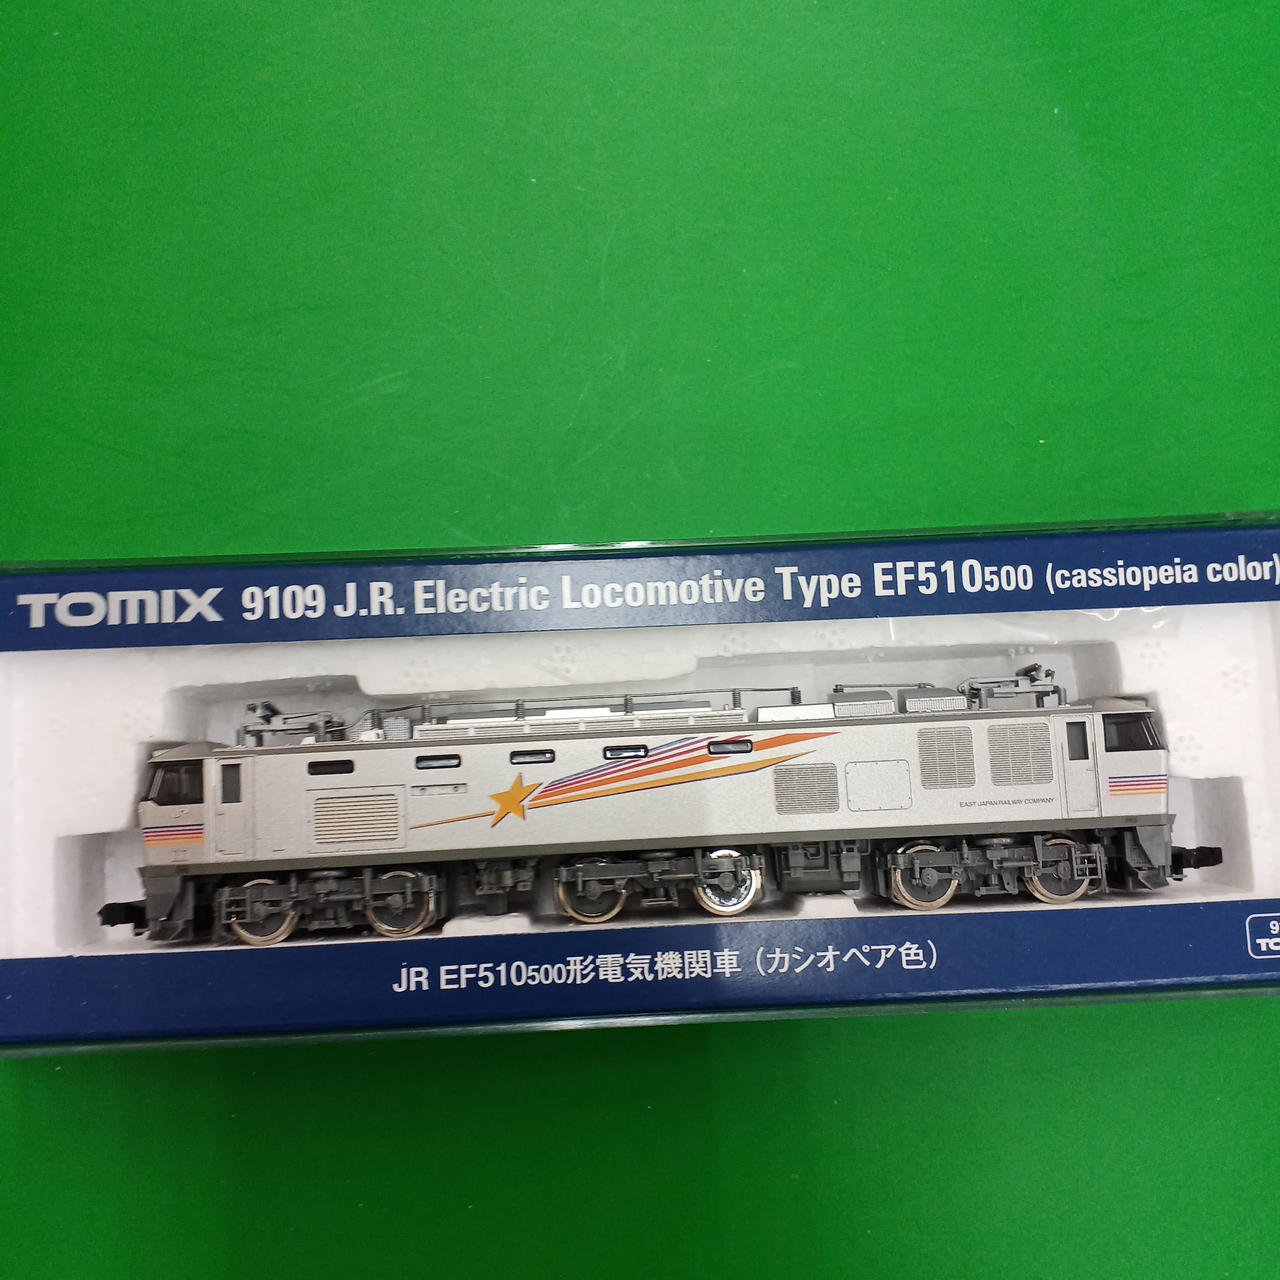 TOMIX 9109 J.R. Electric Locomotive Type EF510500 (cassiopeia color)
EAST JAPAN RAILWAY COMPANY
JR EF510500形電気機関車（カシオペア色）